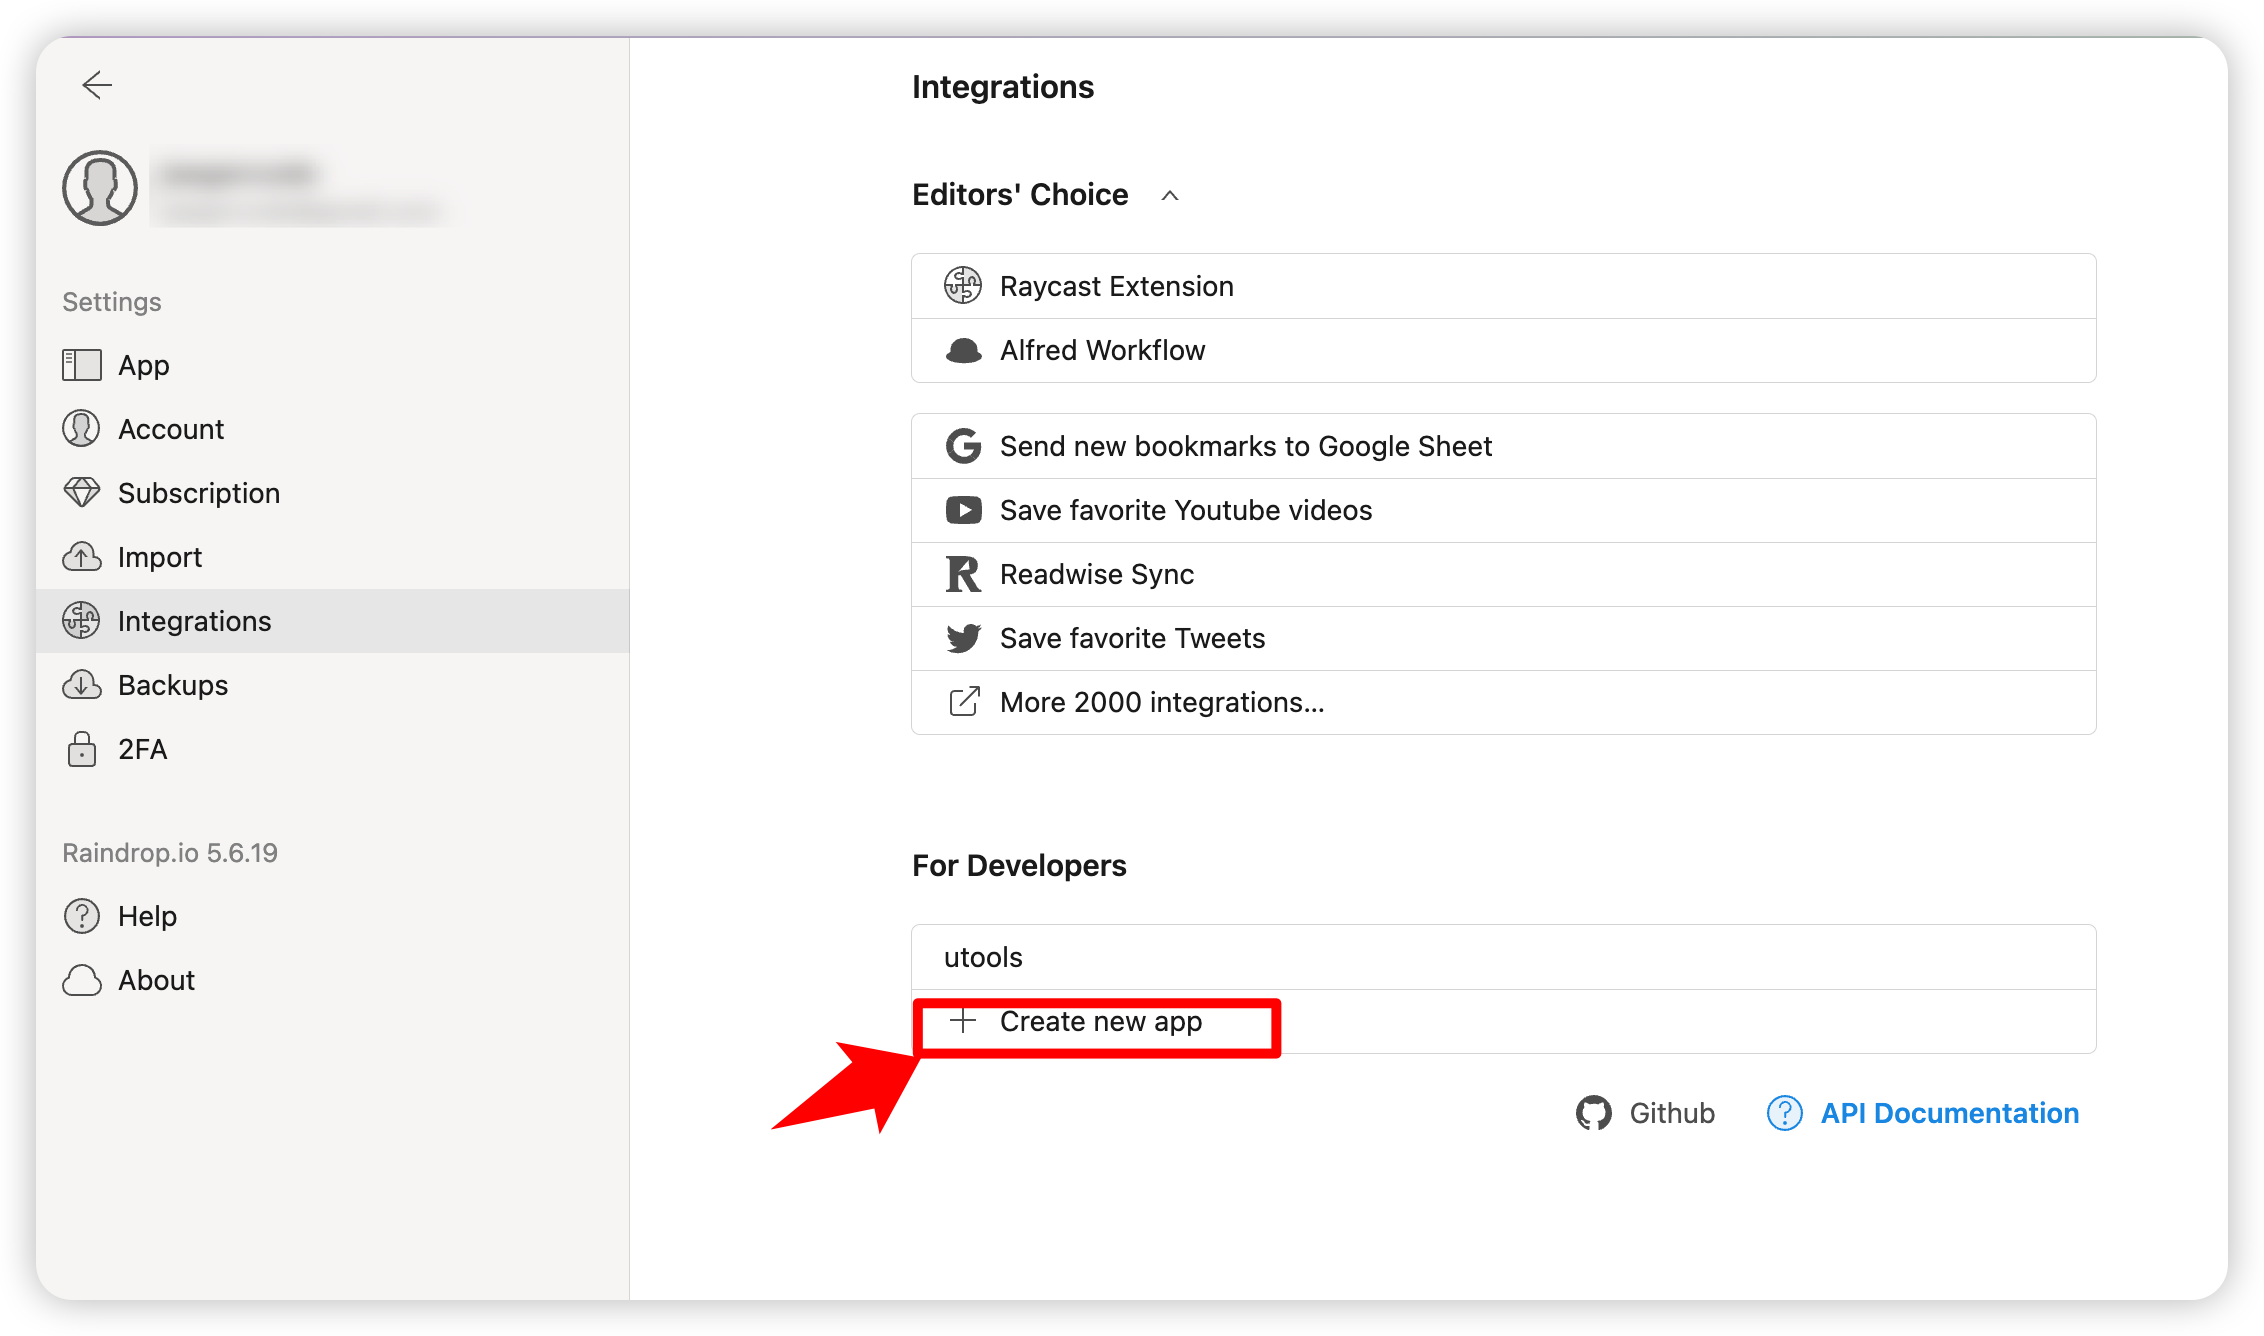 Settings
App
Account
Subscription
Import
Integrations
Backups
2FA
Raindrop.io 5.6.19
Help
About
Integrations
Editors' Choice
Raycast Extension
Alfred Workflow
Send new bookmarks to Google Sheet
Save favorite Youtube videos
Readwise Sync
Save favorite Tweets
More 2000 integrations...
For Developers
utools
Create new app
Github
API Documentation